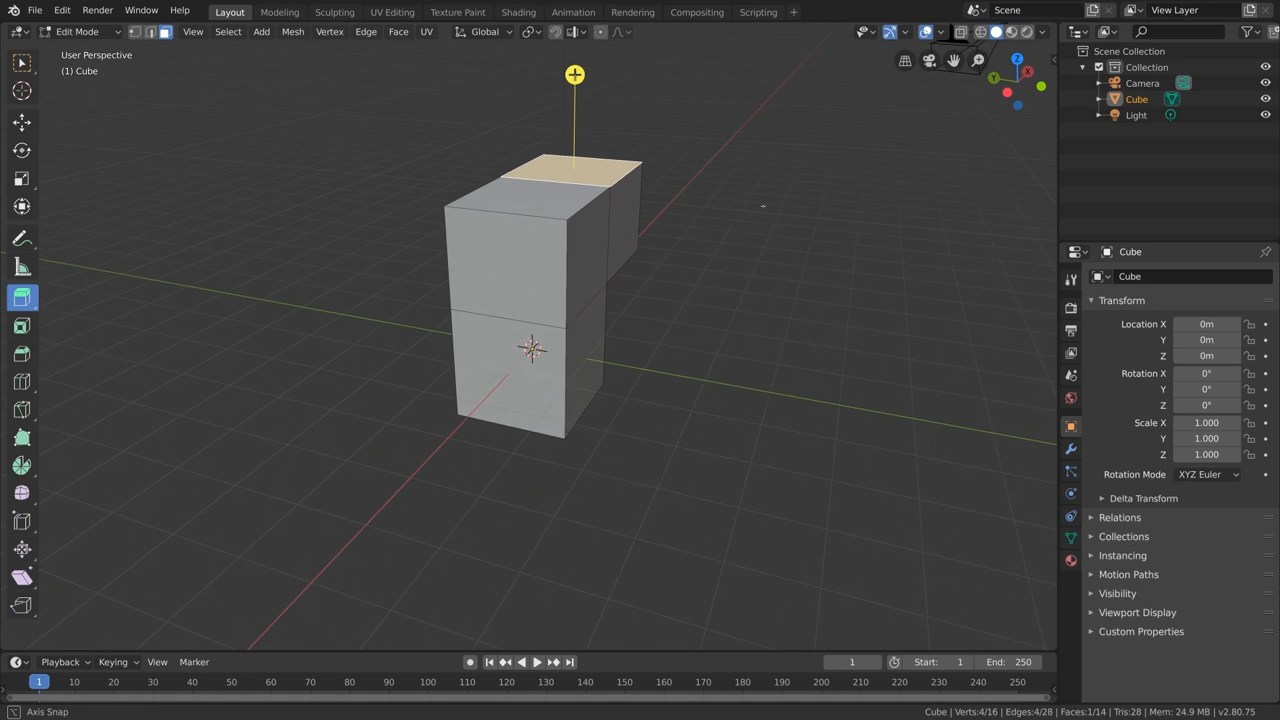 File Edit Render Window Help Layout Modeling Sculpting UV Editing Texture Paint Shading Animation Rendering Compositing Scripting + Scene View Layer
Edit Mode View Select Add Mesh Vertex Edge Face UV Global
User Perspective
(1) Cube
Z
X
Y
Scene Collection
Collection
Camera
Cube
Light
Cube
Cube
Transform
Location X 0m
Y 0m
Z 0m
Rotation X 0°
Y 0°
Z 0°
Scale X 1.000
Y 1.000
Z 1.000
Rotation Mode XYZ Euler
Delta Transform
Relations
Collections
Instancing
Motion Paths
Visibility
Viewport Display
Custom Properties
Playback Keying View Marker 1 Start: 1 End: 250
1 10 20 30 40 50 60 70 80 90 100 110 120 130 140 150 160 170 180 190 200 210 220 230 240 250
Axis Snap Cube | Verts:4/16 | Edges:4/28 | Faces:1/14 | Tris:28 | Mem: 24.9 MB | v2.80.75